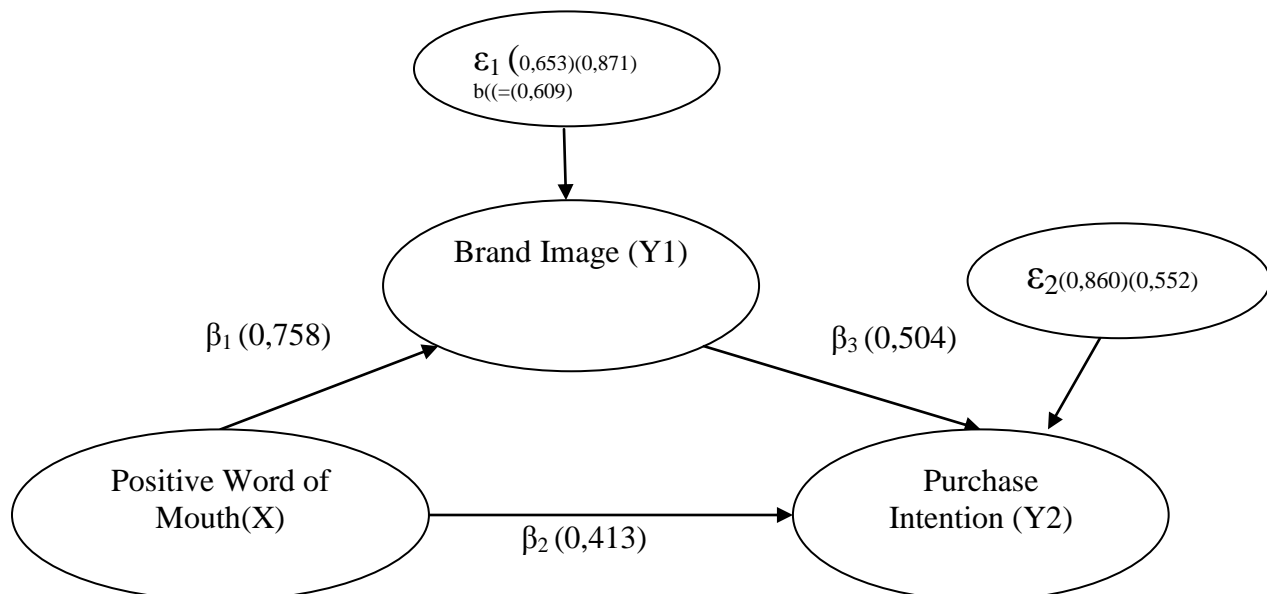 ε₁ (0,653)(0,871)
b((=(0,609)
Brand Image (Y1)
ε₂(0,860)(0,552)
β₁ (0,758)
β₃ (0,504)
Positive Word of
Mouth(X)
Purchase
Intention (Y2)
β₂ (0,413)